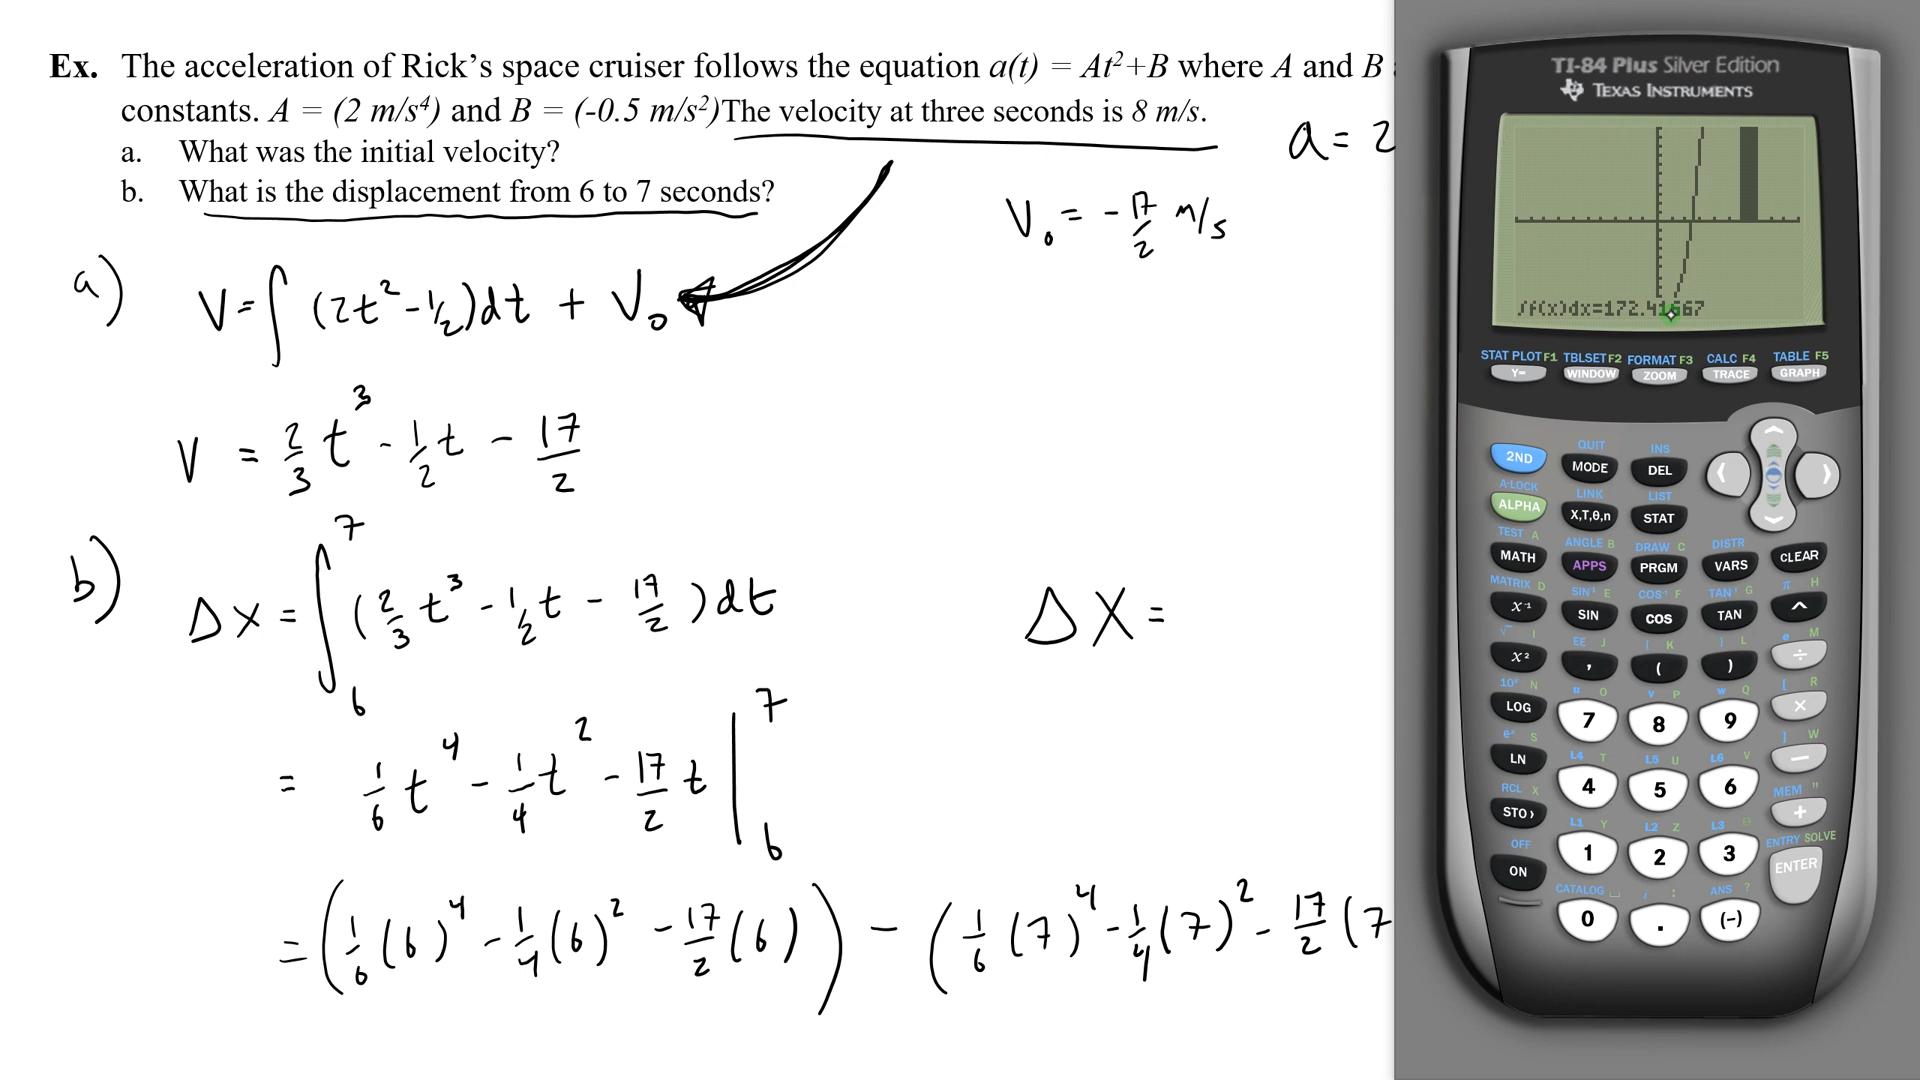 Ex. The acceleration of Rick's space cruiser follows the equation a(t) = At²+B where A and B
constants. A = (2 m/s⁴) and B = (-0.5 m/s²)The velocity at three seconds is 8 m/s.
a. What was the initial velocity?
b. What is the displacement from 6 to 7 seconds?
a = 2
V₀ = - 17/2 m/s
a) V = ∫ (2t² - 1/2)dt + V₀
V = 2/3 t³ - 1/2 t - 17/2
b) Δx = ∫₆⁷ (2/3 t³ - 1/2 t - 17/2) dt
ΔX =
= 1/6 t⁴ - 1/4 t² - 17/2 t |₆⁷
= (1/6 (6)⁴ - 1/4 (6)² - 17/2 (6)) - (1/6 (7)⁴ - 1/4 (7)² - 17/2 (7
TI-84 Plus Silver Edition
TEXAS INSTRUMENTS
∫f(x)dx=172.41667
STAT PLOT F1 TBLSET F2 FORMAT F3 CALC F4 TABLE F5
Y= WINDOW ZOOM TRACE GRAPH
QUIT INS
2ND MODE DEL
A-LOCK LINK LIST
ALPHA X,T,θ,n STAT
TEST A ANGLE B DRAW C DISTR
MATH APPS PRGM VARS CLEAR
MATRIX D SIN⁻¹ E COS⁻¹ F TAN⁻¹ G π H
X⁻¹ SIN COS TAN ^
√ I EE J { K } L e M
X² , ( ) ÷
10ˣ N u O v P w Q [ R
LOG 7 8 9 ×
eˣ S L4 T L5 U L6 V ] W
LN 4 5 6 −
RCL X L1 Y L2 Z L3 θ MEM "
STO› 1 2 3 +
OFF CATALOG ⎵ i : ANS ? ENTRY SOLVE
ON 0 . (−) ENTER